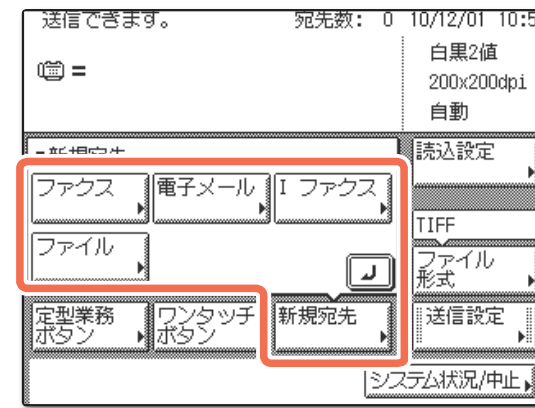 送信できます。 宛先数: 0 10/12/01 10:5
=
白黒2値
200x200dpi
自動
新規宛先
読込設定
ファクス 電子メール I ファクス
TIFF
ファイル
ファイル
形式
定型業務
ボタン
ワンタッチ
ボタン
新規宛先
送信設定
システム状況/中止